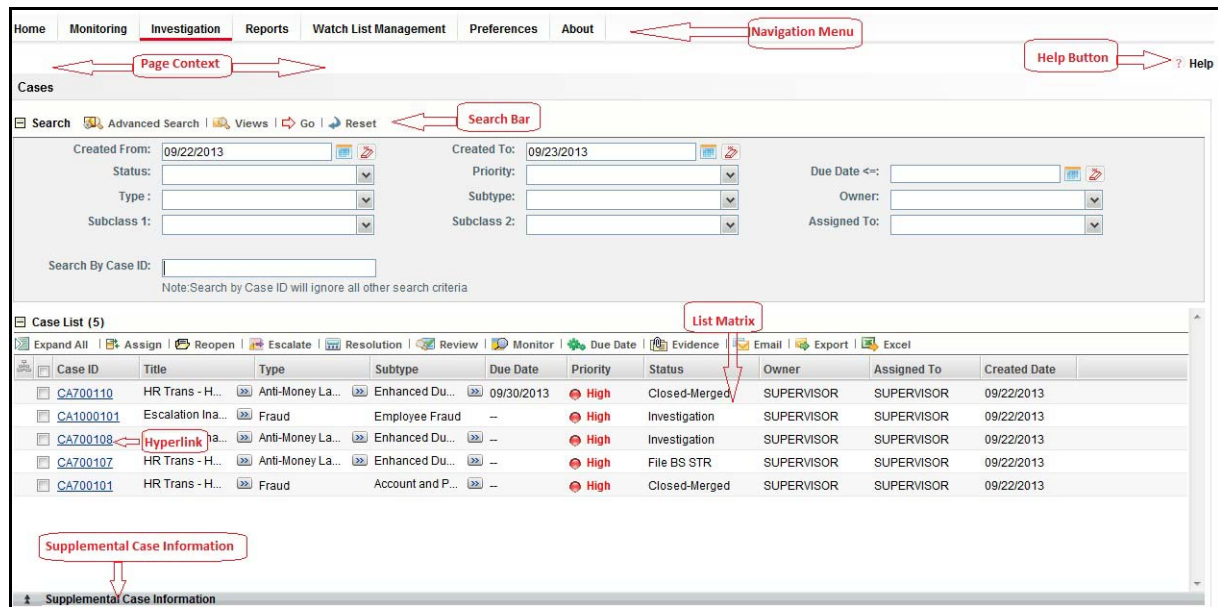 Home Monitoring Investigation Reports Watch List Management Preferences About Navigation Menu
Page Context Help Button ? Help
Cases
Search Advanced Search | Views | Go | Reset Search Bar
Created From: 09/22/2013 Created To: 09/23/2013
Status: Priority: Due Date <=:
Type : Subtype: Owner:
Subclass 1: Subclass 2: Assigned To:
Search By Case ID:
Note:Search by Case ID will ignore all other search criteria
Case List (5) List Matrix
Expand All | Assign | Reopen | Escalate | Resolution | Review | Monitor | Due Date | Evidence | Email | Export | Excel
Case ID Title Type Subtype Due Date Priority Status Owner Assigned To Created Date
CA700110 HR Trans - H... Anti-Money La... Enhanced Du... 09/30/2013 High Closed-Merged SUPERVISOR SUPERVISOR 09/22/2013
CA1000101 Escalation Ina... Fraud Employee Fraud -- High Investigation SUPERVISOR SUPERVISOR 09/22/2013
CA700108 Hyperlink na... Anti-Money La... Enhanced Du... -- High Investigation SUPERVISOR SUPERVISOR 09/22/2013
CA700107 HR Trans - H... Anti-Money La... Enhanced Du... -- High File BS STR SUPERVISOR SUPERVISOR 09/22/2013
CA700101 HR Trans - H... Fraud Account and P... -- High Closed-Merged SUPERVISOR SUPERVISOR 09/22/2013
Supplemental Case Information
Supplemental Case Information